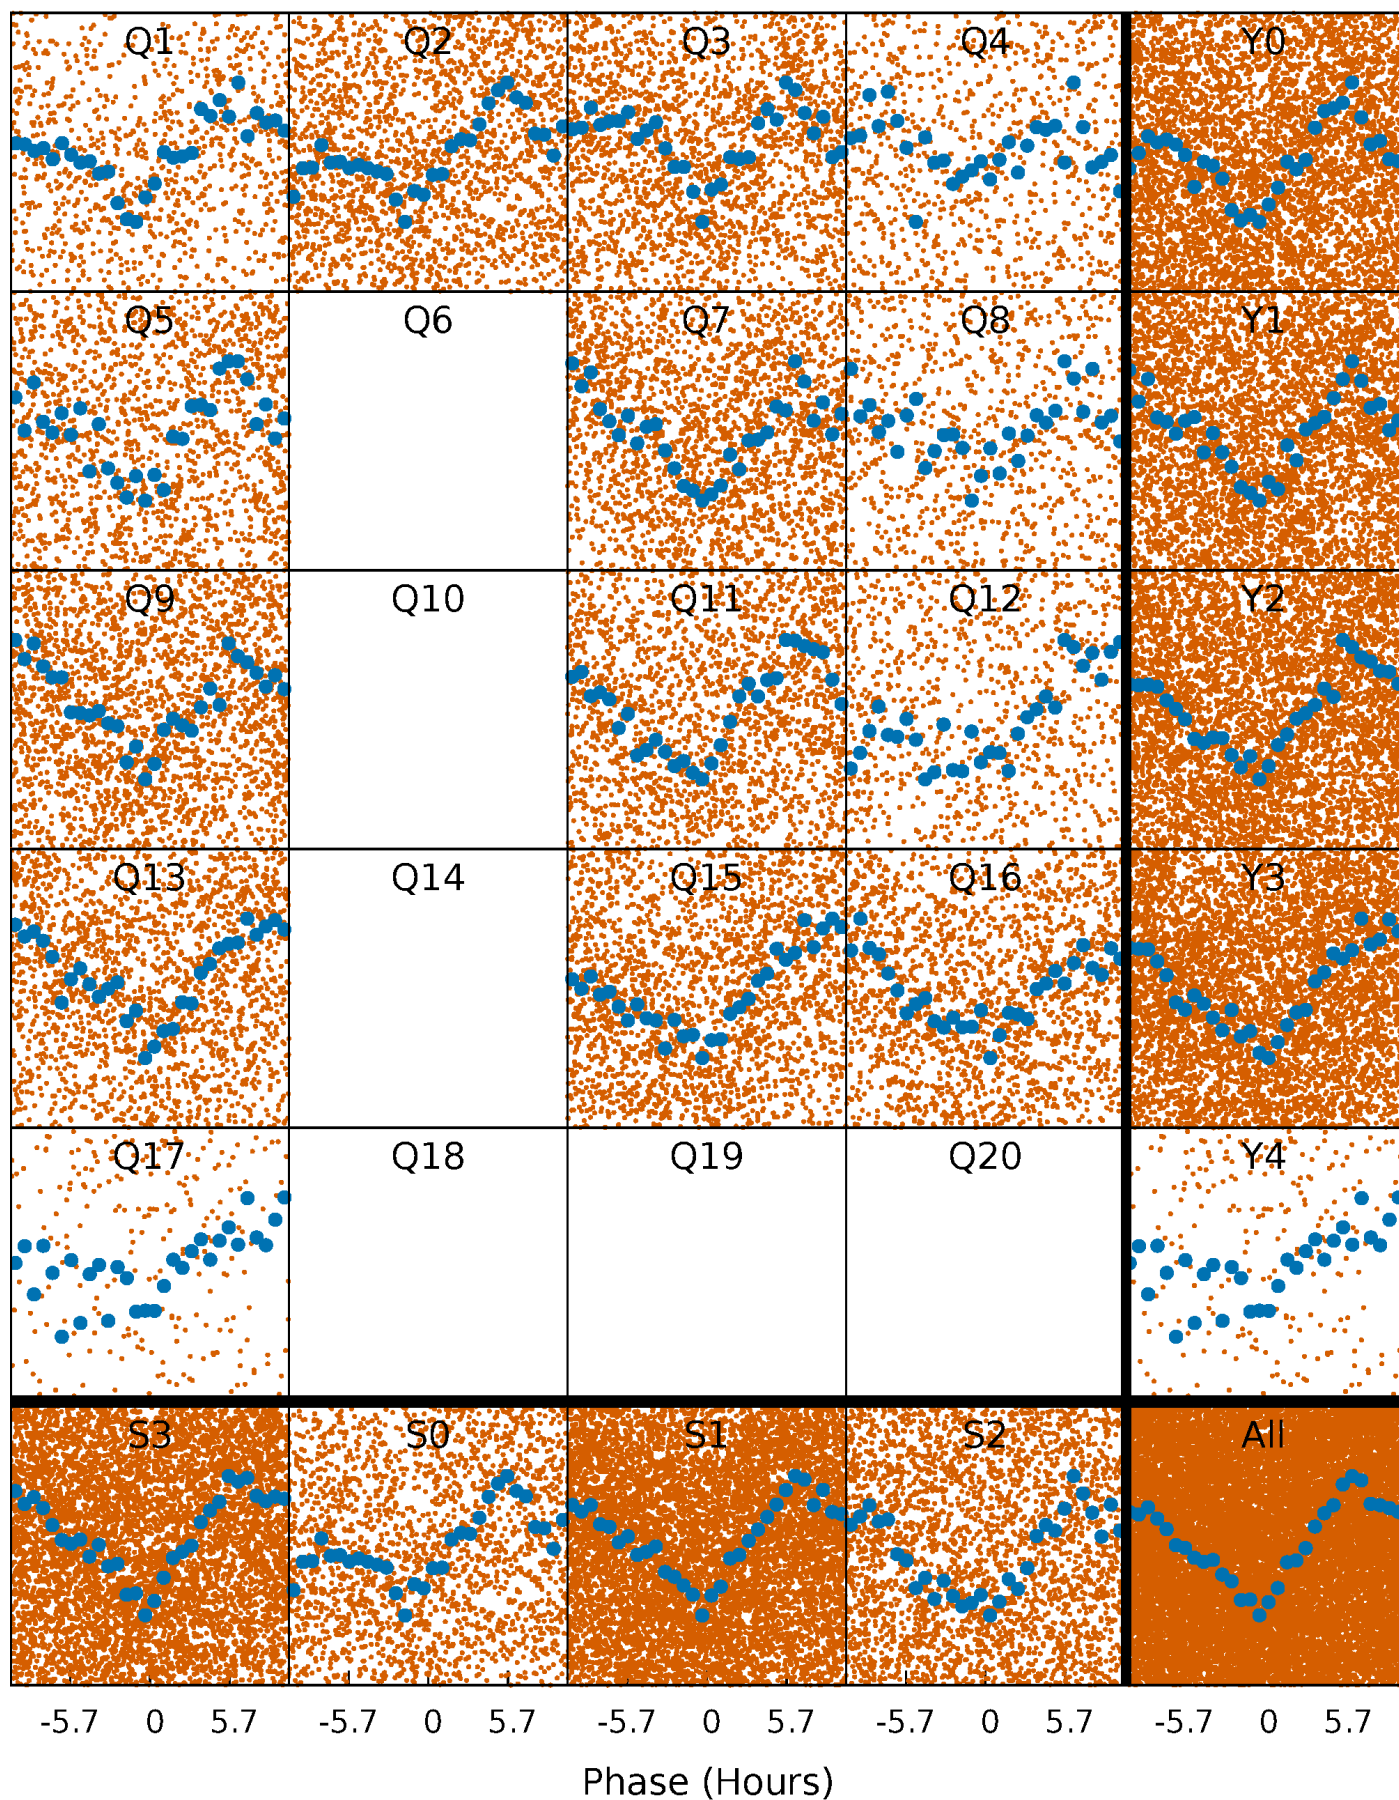 Q1 Q2 Q3 Q4 Y0
Q5 Q6 Q7 Q8 Y1
Q9 Q10 Q11 Q12 Y2
Q13 Q14 Q15 Q16 Y3
Q17 Q18 Q19 Q20 Y4
S3 S0 S1 S2 All
-5.7 0 5.7 -5.7 0 5.7 -5.7 0 5.7 -5.7 0 5.7 -5.7 0 5.7
Phase (Hours)